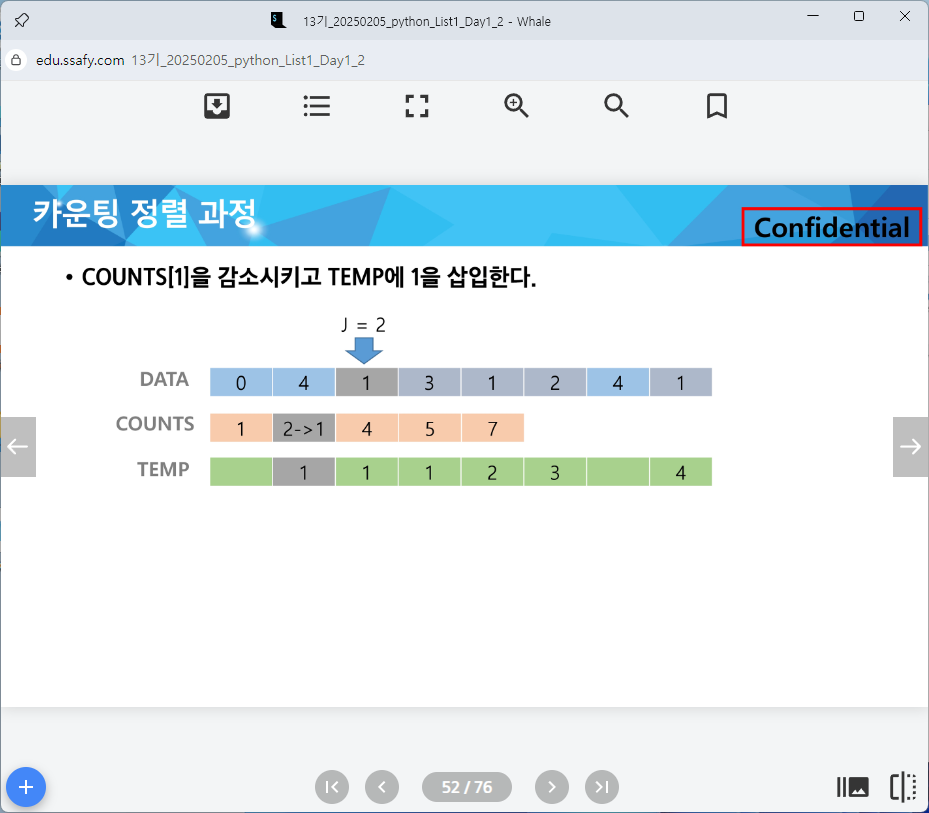 13기_20250205_python_List1_Day1_2 - Whale
edu.ssafy.com 13기_20250205_python_List1_Day1_2
캬운팅 정렬 과정
Confidential
• COUNTS[1]을 감소시키고 TEMP에 1을 삽입한다.
J = 2
DATA 0 4 1 3 1 2 4 1
COUNTS 1 2->1 4 5 7
TEMP 1 1 1 2 3 4
52 / 76